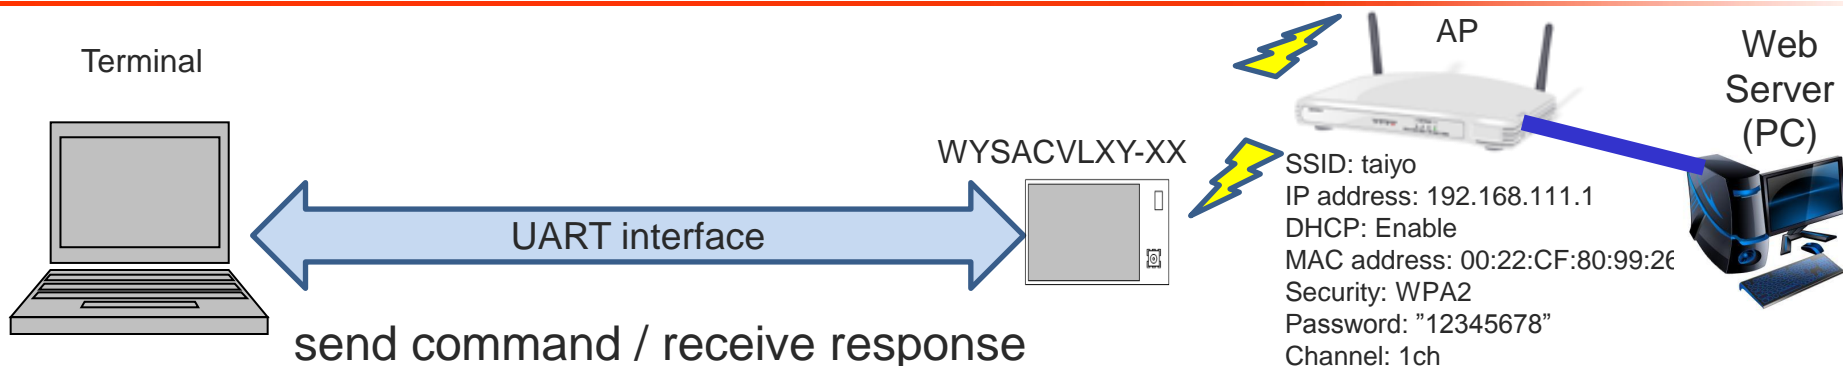 Terminal
AP
Web
Server
(PC)
WYSACVLXY-XX
UART interface
SSID: taiyo
IP address: 192.168.111.1
DHCP: Enable
MAC address: 00:22:CF:80:99:26
Security: WPA2
Password: ”12345678”
Channel: 1ch
send command / receive response